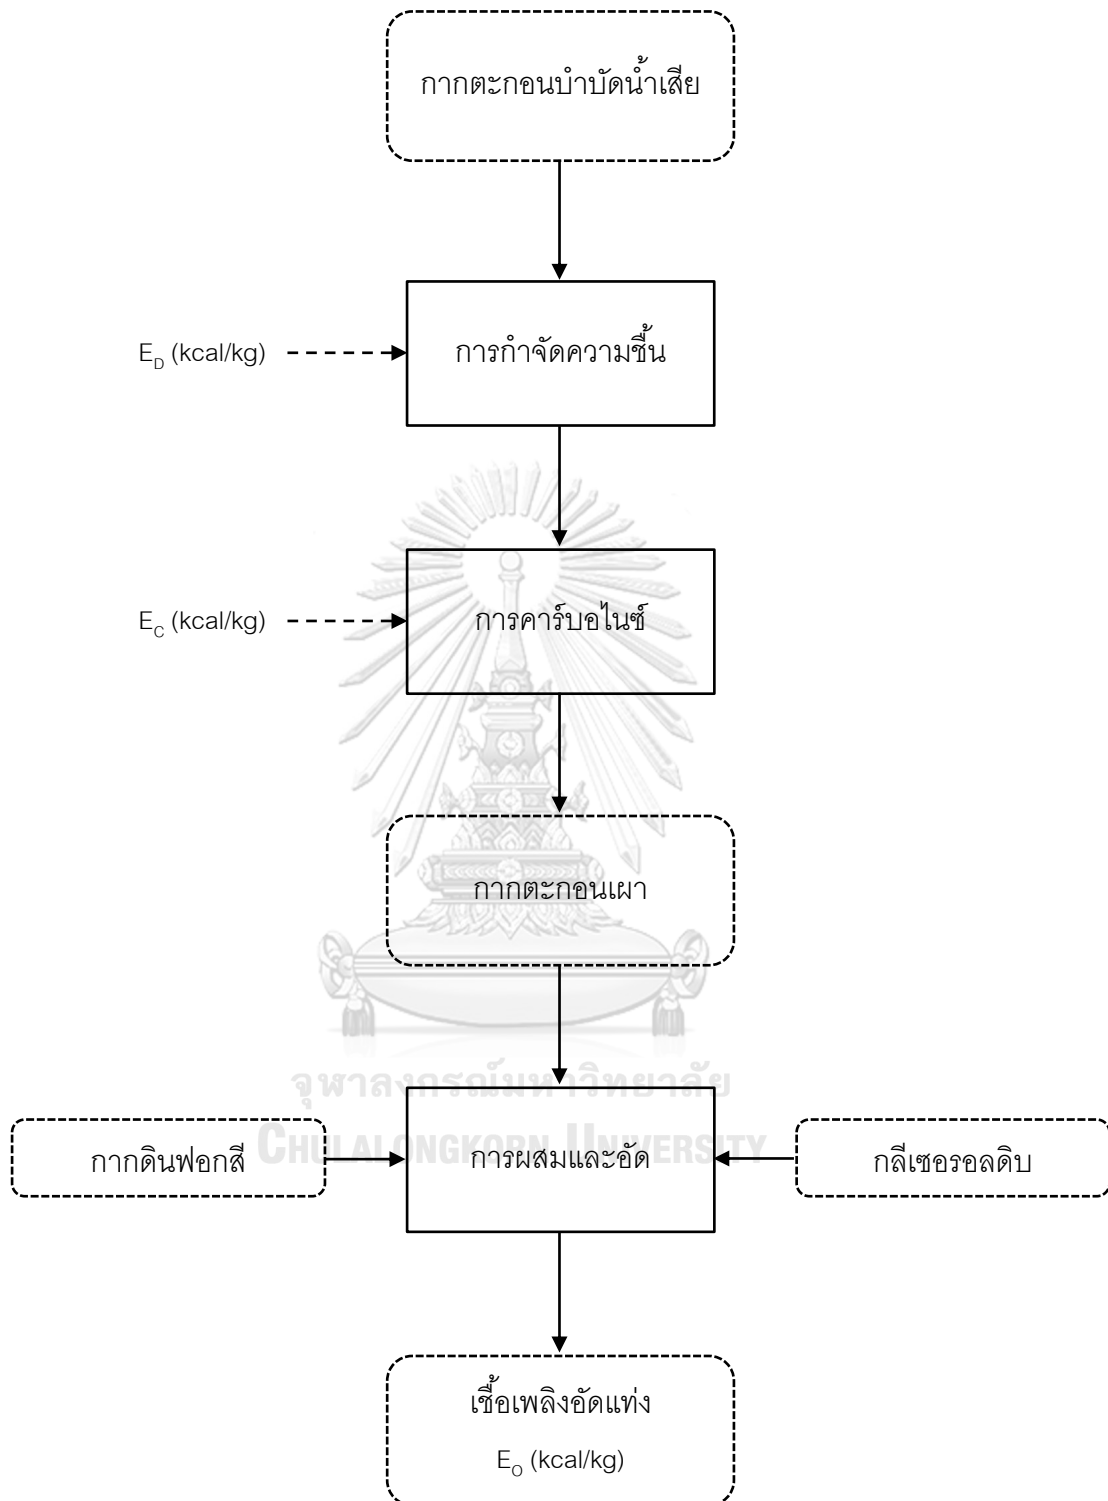 กากตะกอนบำบัดน้ำเสีย
E_D (kcal/kg)
การกำจัดความชื้น
E_C (kcal/kg)
การคาร์บอไนซ์
กากตะกอนเผา
จุฬาลงกรณ์มหาวิทยาลัย
CHULALONGKORN UNIVERSITY
กากดินฟอกสี
การผสมและอัด
กลีเซอรอลดิบ
เชื้อเพลิงอัดแท่ง
E_O (kcal/kg)